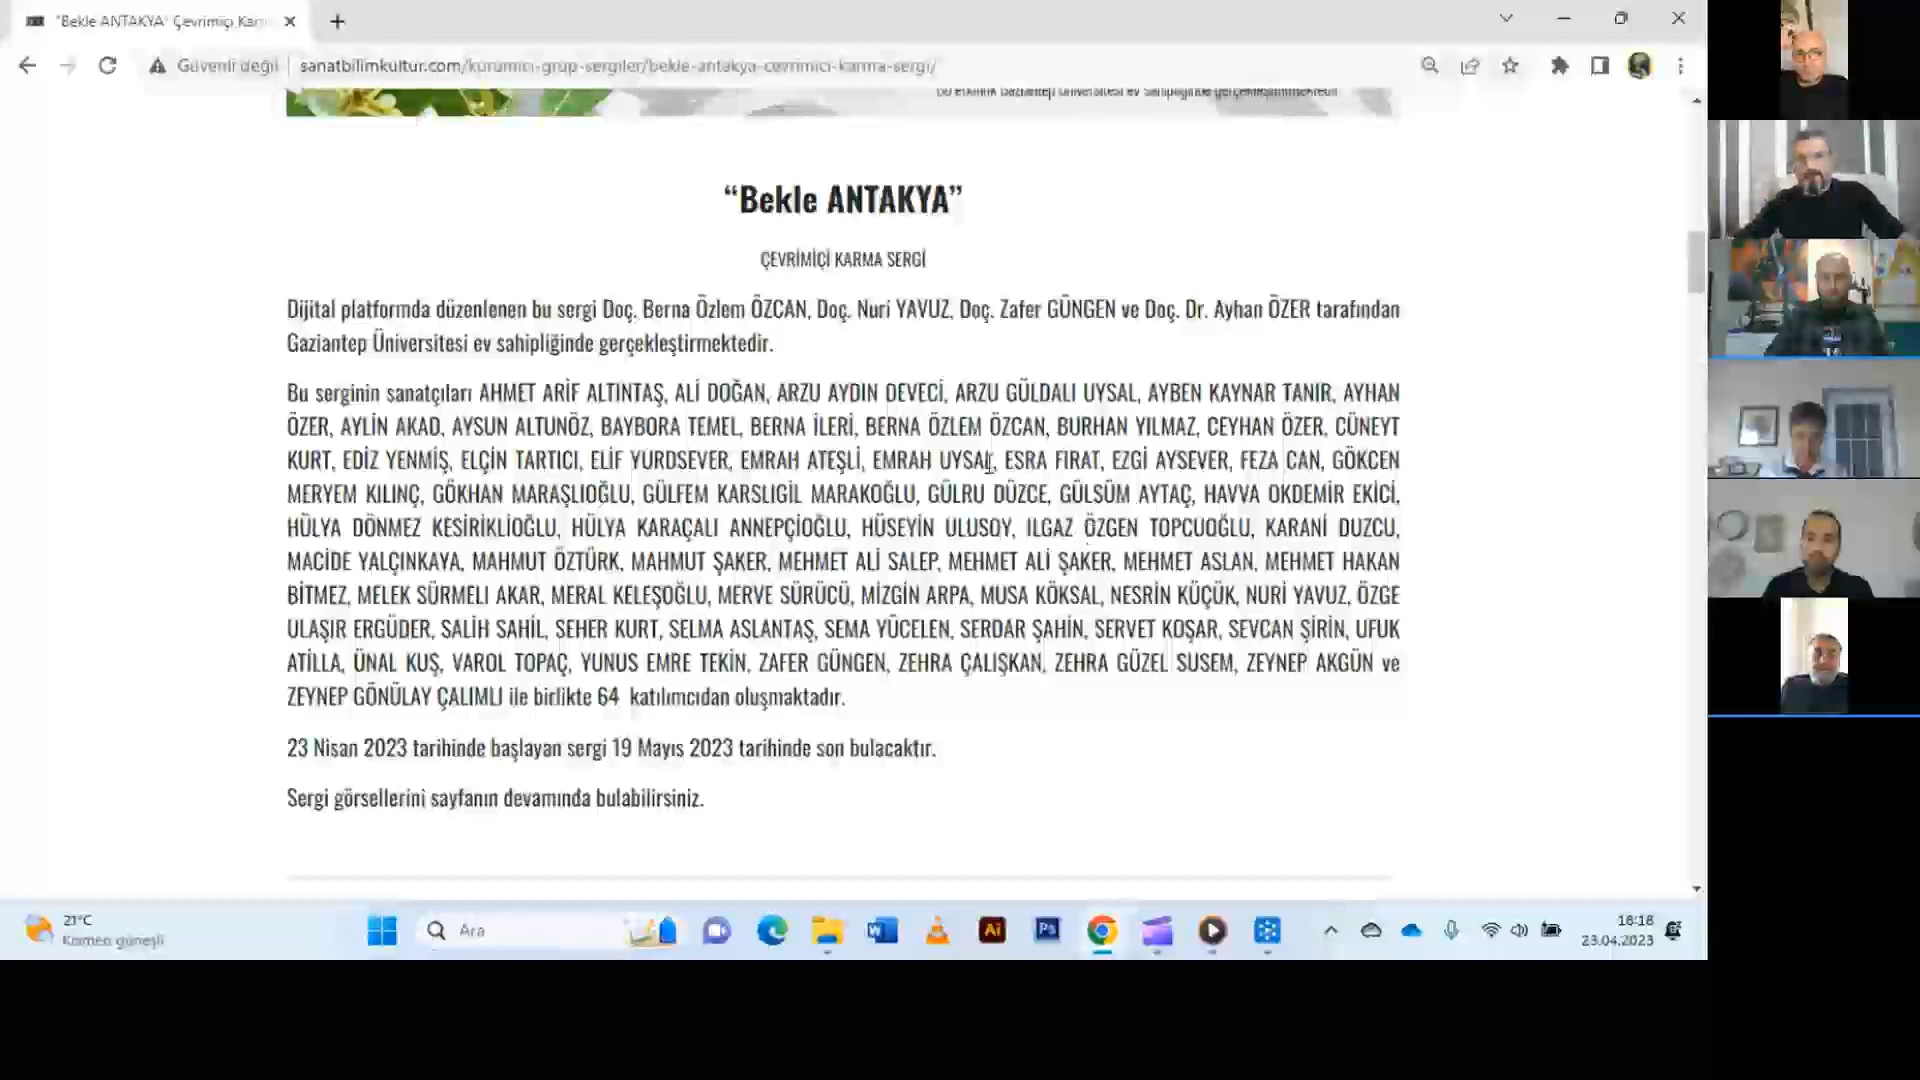 "Bekle ANTAKYA" Çevrimiçi Karm
Güvenli değil
sanatbilimkultur.com/kurumici-grup-sergiler/bekle-antakya-cevrimici-karma-sergi/
bu etkinlik Gaziantep Üniversitesi ev sahipliğinde gerçekleştirilmektedir.
“Bekle ANTAKYA”
ÇEVRİMİÇİ KARMA SERGİ
Dijital platformda düzenlenen bu sergi Doç. Berna Özlem ÖZCAN, Doç. Nuri YAVUZ, Doç. Zafer GÜNGEN ve Doç. Dr. Ayhan ÖZER tarafından
Gaziantep Üniversitesi ev sahipliğinde gerçekleştirmektedir.
Bu serginin sanatçıları AHMET ARİF ALTINTAŞ, ALİ DOĞAN, ARZU AYDIN DEVECİ, ARZU GÜLDALI UYSAL, AYBEN KAYNAR TANIR, AYHAN
ÖZER, AYLİN AKAD, AYSUN ALTUNÖZ, BAYBORA TEMEL, BERNA İLERİ, BERNA ÖZLEM ÖZCAN, BURHAN YILMAZ, CEYHAN ÖZER, CÜNEYT
KURT, EDİZ YENMİŞ, ELÇİN TARTICI, ELİF YURDSEVER, EMRAH ATEŞLİ, EMRAH UYSAL, ESRA FIRAT, EZGİ AYSEVER, FEZA CAN, GÖKCEN
MERYEM KILINÇ, GÖKHAN MARAŞLIOĞLU, GÜLFEM KARSLIGİL MARAKOĞLU, GÜLRU DÜZCE, GÜLSÜM AYTAÇ, HAVVA OKDEMİR EKİCİ,
HÜLYA DÖNMEZ KESİRİKLİOĞLU, HÜLYA KARAÇALI ANNEPÇİOĞLU, HÜSEYİN ULUSOY, ILGAZ ÖZGEN TOPCUOĞLU, KARANİ DUZCU,
MACİDE YALÇINKAYA, MAHMUT ÖZTÜRK, MAHMUT ŞAKER, MEHMET ALİ SALEP, MEHMET ALİ ŞAKER, MEHMET ASLAN, MEHMET HAKAN
BİTMEZ, MELEK SÜRMELI AKAR, MERAL KELEŞOĞLU, MERVE SÜRÜCÜ, MİZGİN ARPA, MUSA KÖKSAL, NESRİN KÜÇÜK, NURİ YAVUZ, ÖZGE
ULAŞIR ERGÜDER, SALİH SAHİL, SEHER KURT, SELMA ASLANTAŞ, SEMA YÜCELEN, SERDAR ŞAHİN, SERVET KOŞAR, SEVCAN ŞİRİN, UFUK
ATİLLA, ÜNAL KUŞ, VAROL TOPAÇ, YUNUS EMRE TEKİN, ZAFER GÜNGEN, ZEHRA ÇALIŞKAN, ZEHRA GÜZEL SUSEM, ZEYNEP AKGÜN ve
ZEYNEP GÖNÜLAY ÇALIMLI ile birlikte 64 katılımcıdan oluşmaktadır.
23 Nisan 2023 tarihinde başlayan sergi 19 Mayıs 2023 tarihinde son bulacaktır.
Sergi görsellerini sayfanın devamında bulabilirsiniz.
21°C
Kısmen güneşli
Ara
Ai
Ps
16:18
23.04.2023